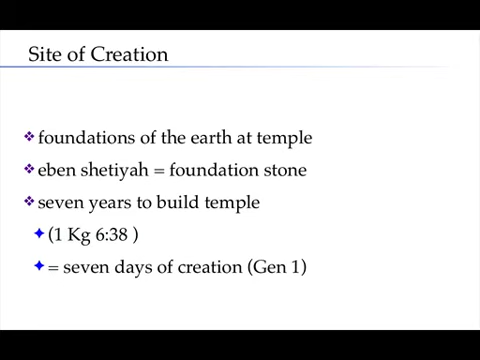 Site of Creation
foundations of the earth at temple
eben shetiyah = foundation stone
seven years to build temple
(1 Kg 6:38 )
= seven days of creation (Gen 1)